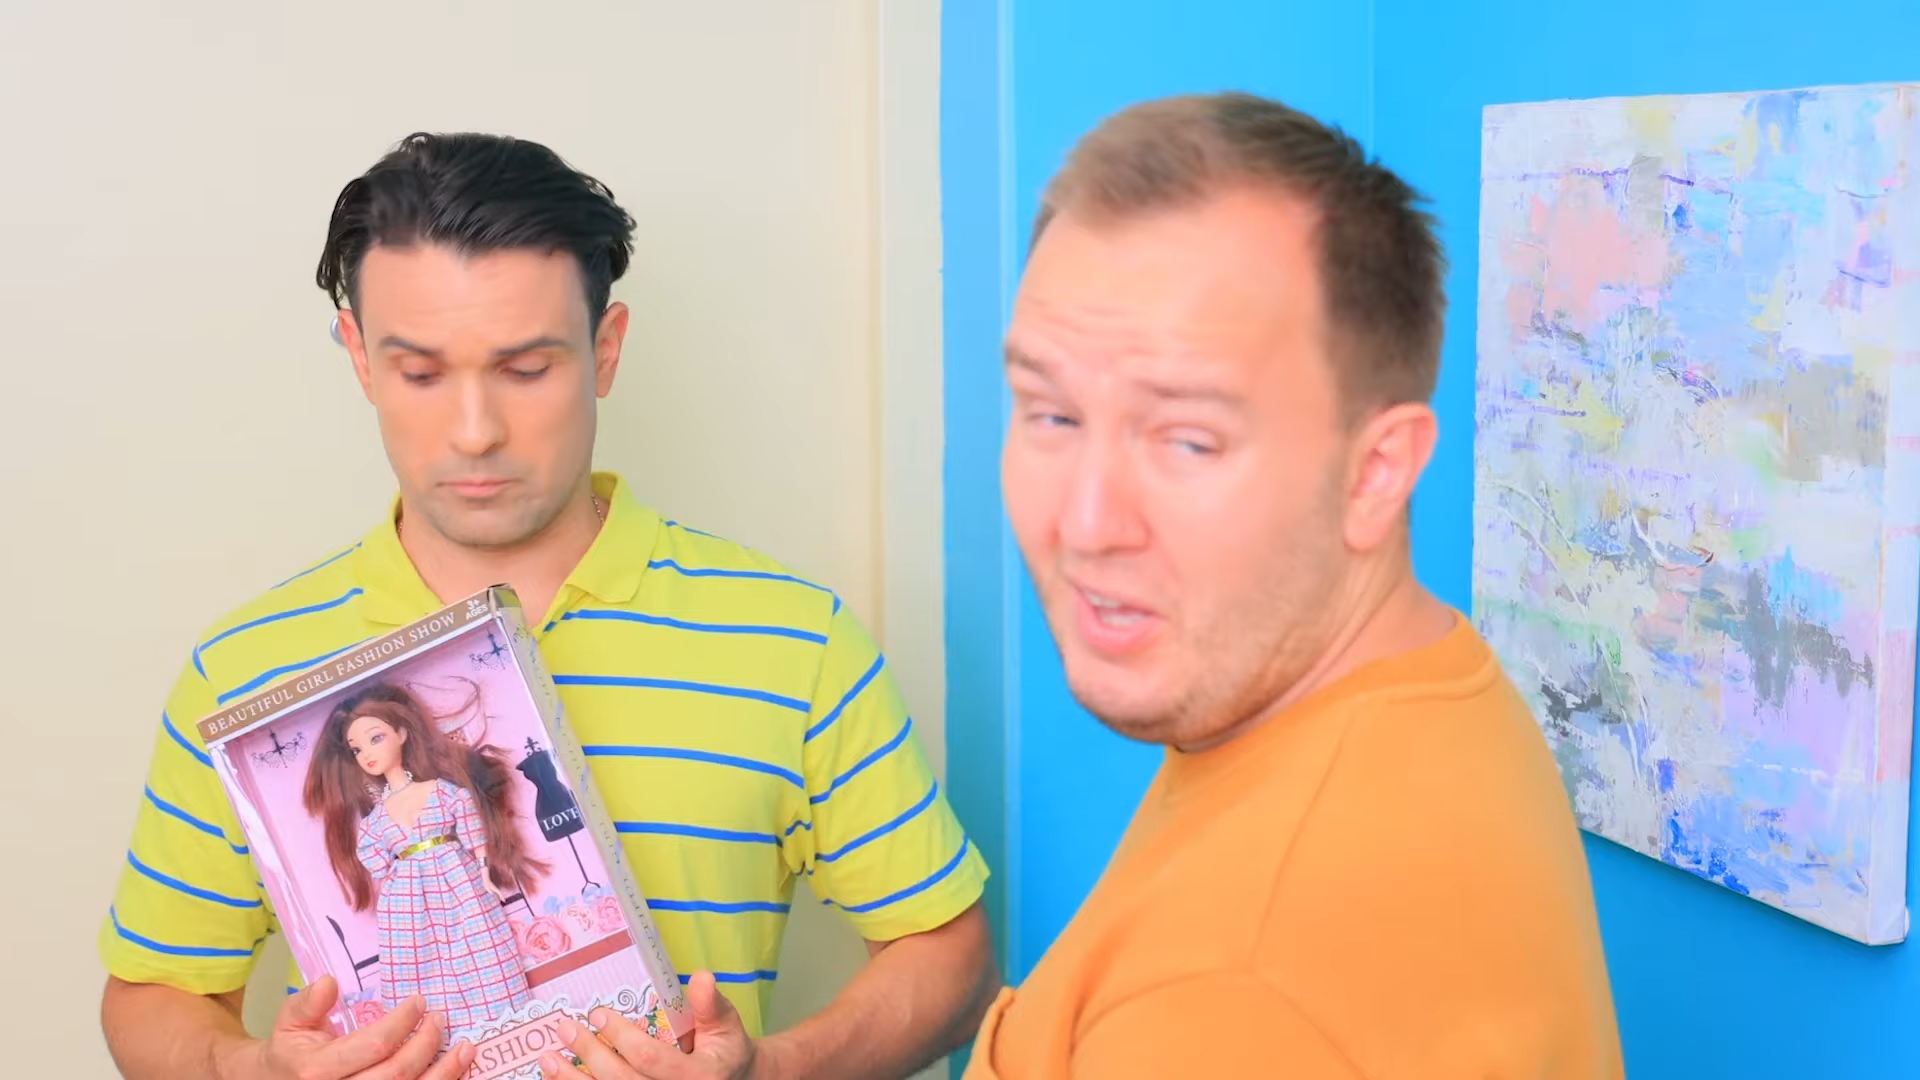 BEAUTIFUL GIRL FASHION SHOW
3+
AGES
LOVE
FASHION